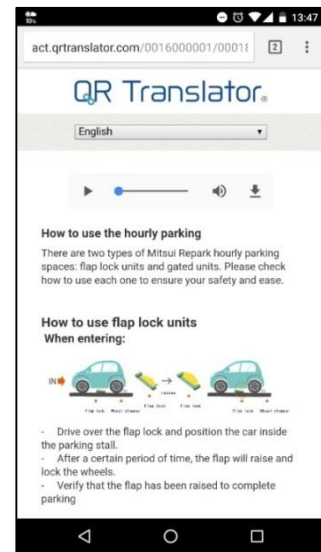 10%
13:47
act.qrtranslator.com/0016000001/00018
2
QR Translator®
English
How to use the hourly parking
There are two types of Mitsui Repark hourly parking
spaces: flap lock units and gated units. Please check
how to use each one to ensure your safety and ease.
How to use flap lock units
When entering:
IN
raises
Flap lock Wheel stopper Flap lock Flap lock Flap lock Wheel stopper
- Drive over the flap lock and position the car inside
the parking stall.
- After a certain period of time, the flap will raise and
lock the wheels.
- Verify that the flap has been raised to complete
parking